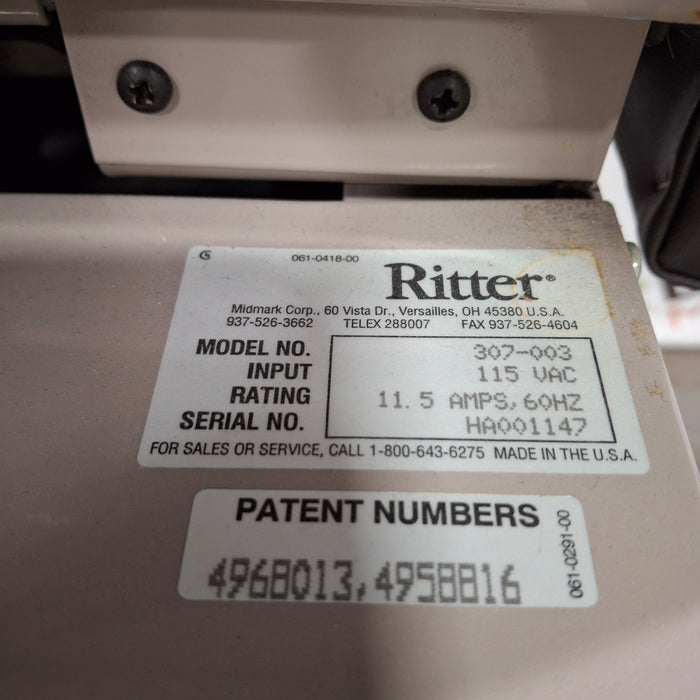 061-0418-00
Ritter®
Midmark Corp., 60 Vista Dr., Versailles, OH 45380 U.S.A.
937-526-3662 TELEX 288007 FAX 937-526-4604
MODEL NO. 307-003
INPUT 115 VAC
RATING 11.5 AMPS, 60HZ
SERIAL NO. HA001147
FOR SALES OR SERVICE, CALL 1-800-643-6275 MADE IN THE U.S.A.
PATENT NUMBERS
4968013, 4958816
061-0291-00